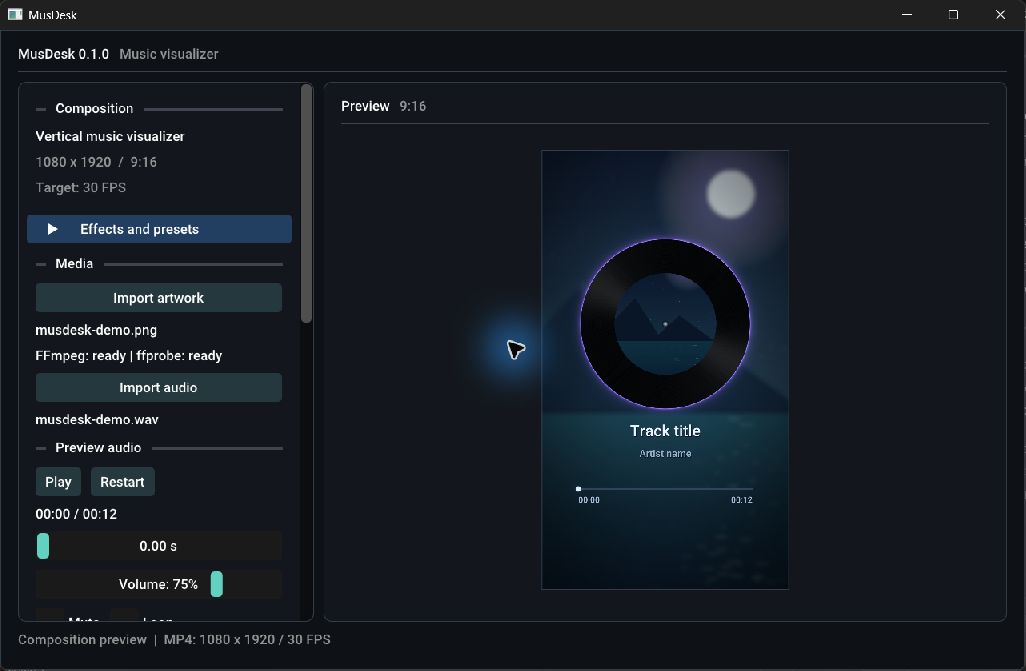 MusDesk
MusDesk 0.1.0 Music visualizer
Composition
Vertical music visualizer
1080 x 1920 / 9:16
Target: 30 FPS
Effects and presets
Media
Import artwork
musdesk-demo.png
FFmpeg: ready | ffprobe: ready
Import audio
musdesk-demo.wav
Preview audio
Play Restart
00:00 / 00:12
0.00 s
Volume: 75%
Mute Loop
Preview 9:16
Track title
Artist name
00:00 00:12
Composition preview | MP4: 1080 x 1920 / 30 FPS